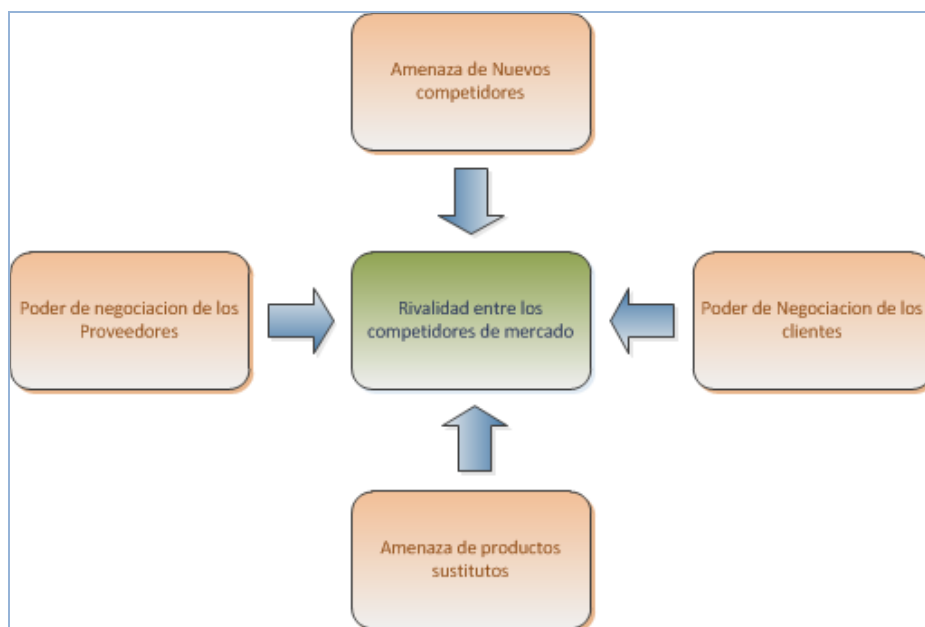 Amenaza de Nuevos
competidores
Poder de negociacion de los
Proveedores
Rivalidad entre los
competidores de mercado
Poder de Negociacion de los
clientes
Amenaza de productos
sustitutos